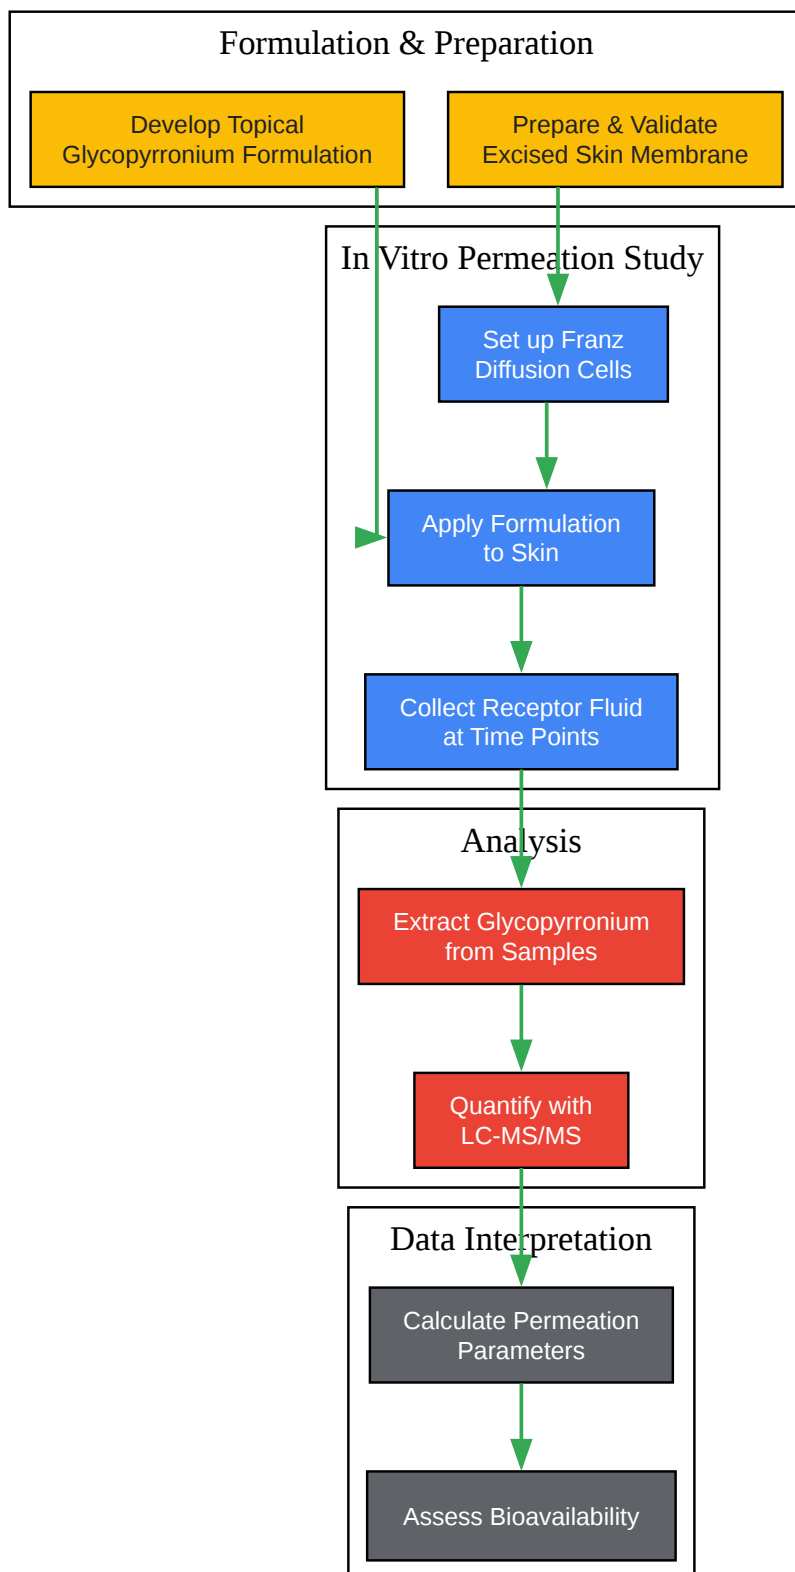 Formulation & Preparation
Develop Topical
Glycopyrronium Formulation
Prepare & Validate
Excised Skin Membrane
In Vitro Permeation Study
Set up Franz
Diffusion Cells
Apply Formulation
to Skin
Collect Receptor Fluid
at Time Points
Analysis
Extract Glycopyrronium
from Samples
Quantify with
LC-MS/MS
Data Interpretation
Calculate Permeation
Parameters
Assess Bioavailability